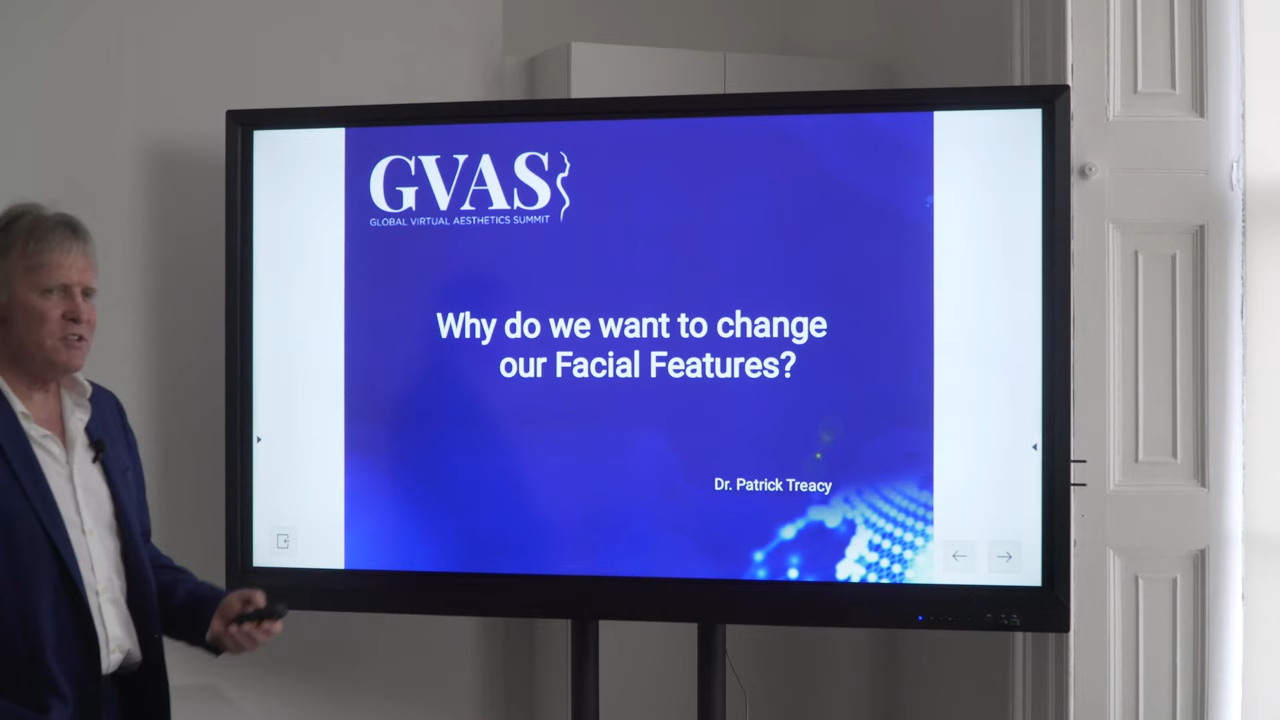 GVAS
GLOBAL VIRTUAL AESTHETICS SUMMIT
Why do we want to change
our Facial Features?
Dr. Patrick Treacy